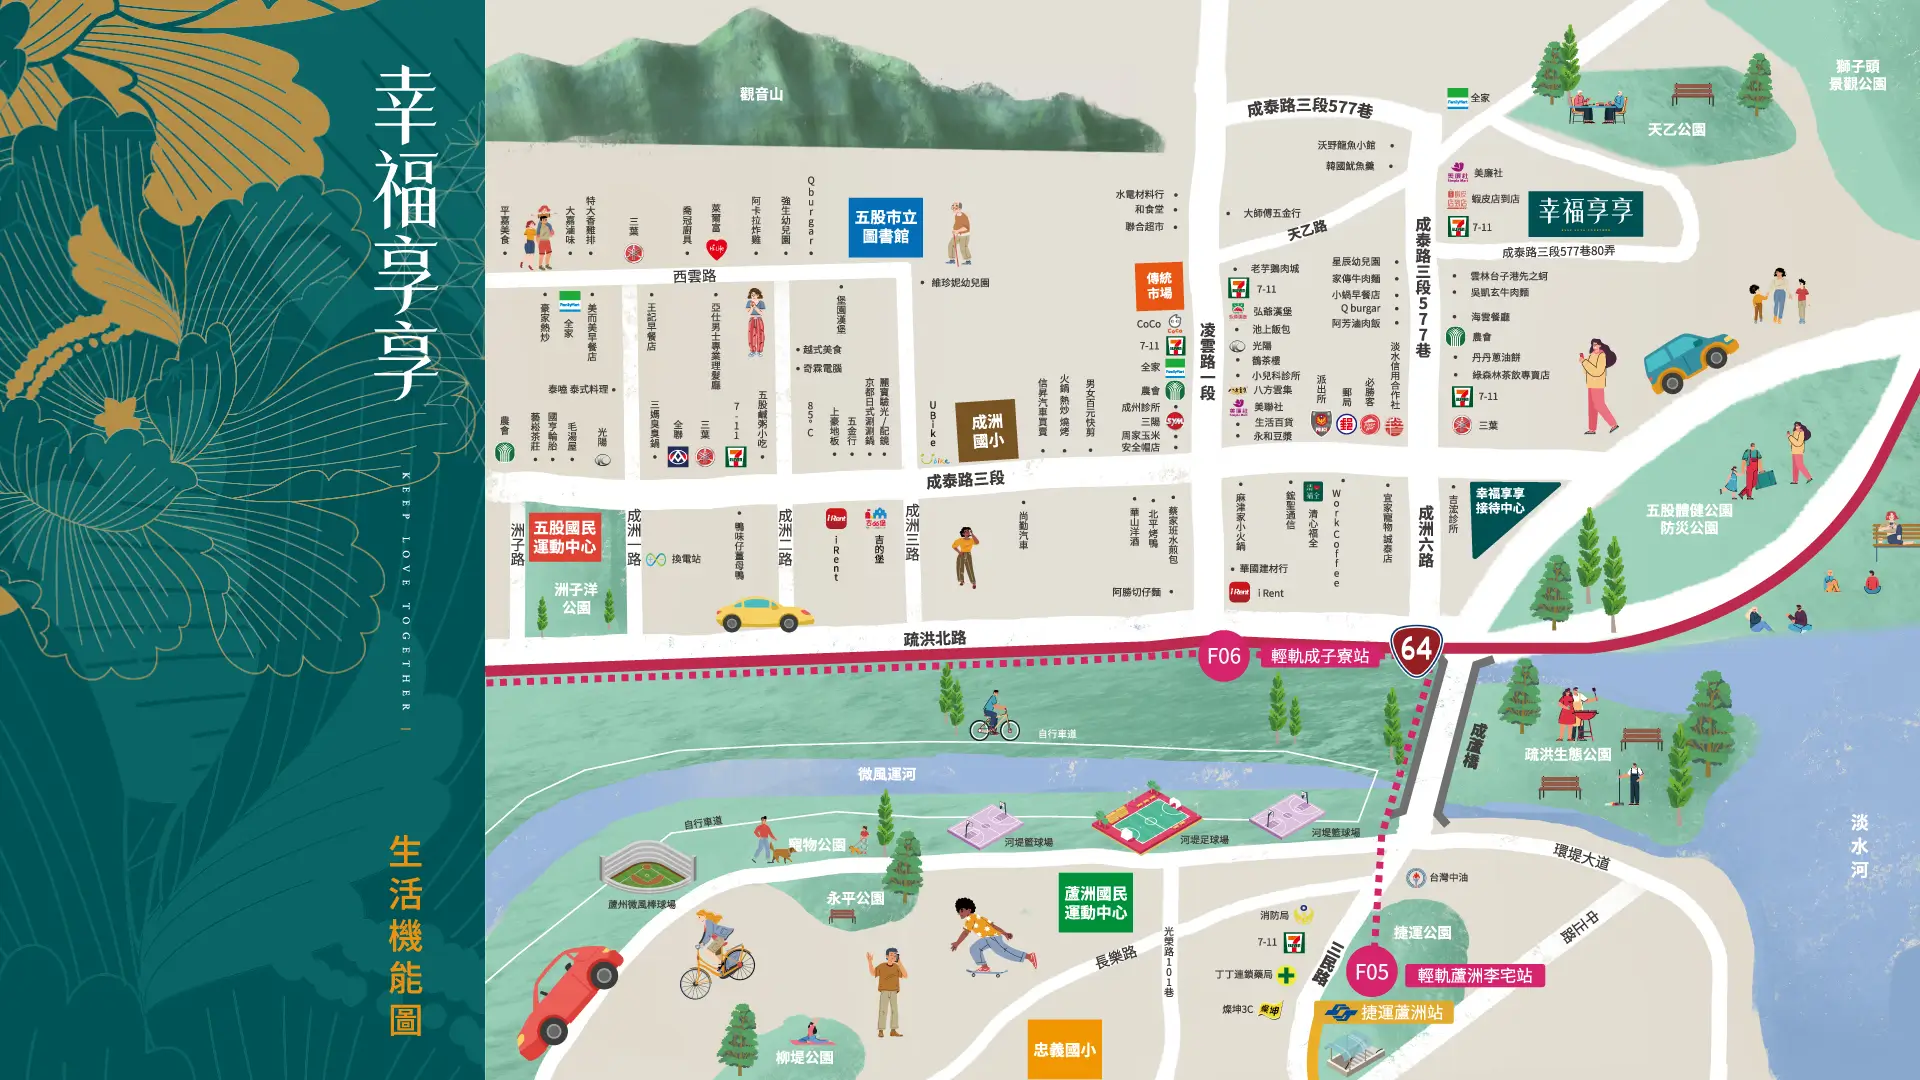 幸福享享
KEEP LOVE TOGETHER
生活機能圖
觀音山
獅子頭
景觀公園
成泰路三段577巷
全家
天乙公園
沃野龍魚小館
韓國魷魚羹
美廉社
蝦皮店到店
7-11
幸福享享
成泰路三段577巷80弄
大師傅五金行
天乙路
成泰路三段577巷
水電材料行
和食堂
聯合超市
五股市立
圖書館
平嘉美食
大嘉滷味
特大香雞排
三葉
喬冠廚具
萊爾富
阿卡拉炸雞
強生幼兒園
Qburgar
西雲路
維珍妮幼兒園
傳統
市場
CoCo
7-11
全家
農會
成州診所
三陽
周家玉米
安全帽店
凌雲路一段
老芋鵝肉城
7-11
弘爺漢堡
池上飯包
光陽
鶴茶樓
小兒科診所
八方雲集
美聯社
生活百貨
永和豆漿
星辰幼兒園
家傳牛肉麵
小鍋早餐店
Q burgar
阿芳滷肉飯
淡水信用合作社
派出所
郵局
必勝客
雲林台子港先之蚵
吳凱玄牛肉麵
海雲餐廳
農會
丹丹蔥油餅
綠森林茶飲專賣店
7-11
三葉
豪家熱炒
全家
美而美早餐店
泰嗑 泰式料理
農會
藝崧茶莊
國亨輪胎
毛湯屋
光陽
王記早餐店
亞仕男士專業理髮廳
三媽臭臭鍋
全聯
三葉
7-11
五股鹹粥小吃
堡園漢堡
越式美食
奇霖電腦
85°C
上豪地板
五金行
京都日式涮涮鍋
麗寶驗光/記鏡
UBike
成洲
國小
信昇汽車買賣
火鍋 熱炒 燒烤
男女百元快剪
成泰路三段
五股體健公園
防災公園
洲子路
五股國民
運動中心
洲子洋
公園
成洲一路
換電站
鴨味仔薑母鴨
成洲二路
iRent
吉的堡
成洲三路
尚勤汽車
華山洋酒
北平烤鴨
蔡家班水煎包
阿勝切仔麵
麻津家小火鍋
鋐聖通信
清心福全
Work Coffee
宜家寵物 誠泰店
華國建材行
i Rent
成洲六路
吉浤診所
幸福享享
接待中心
疏洪北路
F06
輕軌成子寮站
64
自行車道
微風運河
成蘆橋
疏洪生態公園
淡水河
自行車道
寵物公園
河堤籃球場
河堤足球場
河堤籃球場
蘆州微風棒球場
永平公園
蘆洲國民
運動中心
光榮路101巷
長樂路
環堤大道
台灣中油
中正路
消防局
7-11
丁丁連鎖藥局
燦坤3C
燦坤
三民路
捷運公園
F05
輕軌蘆洲李宅站
捷運蘆洲站
忠義國小
柳堤公園